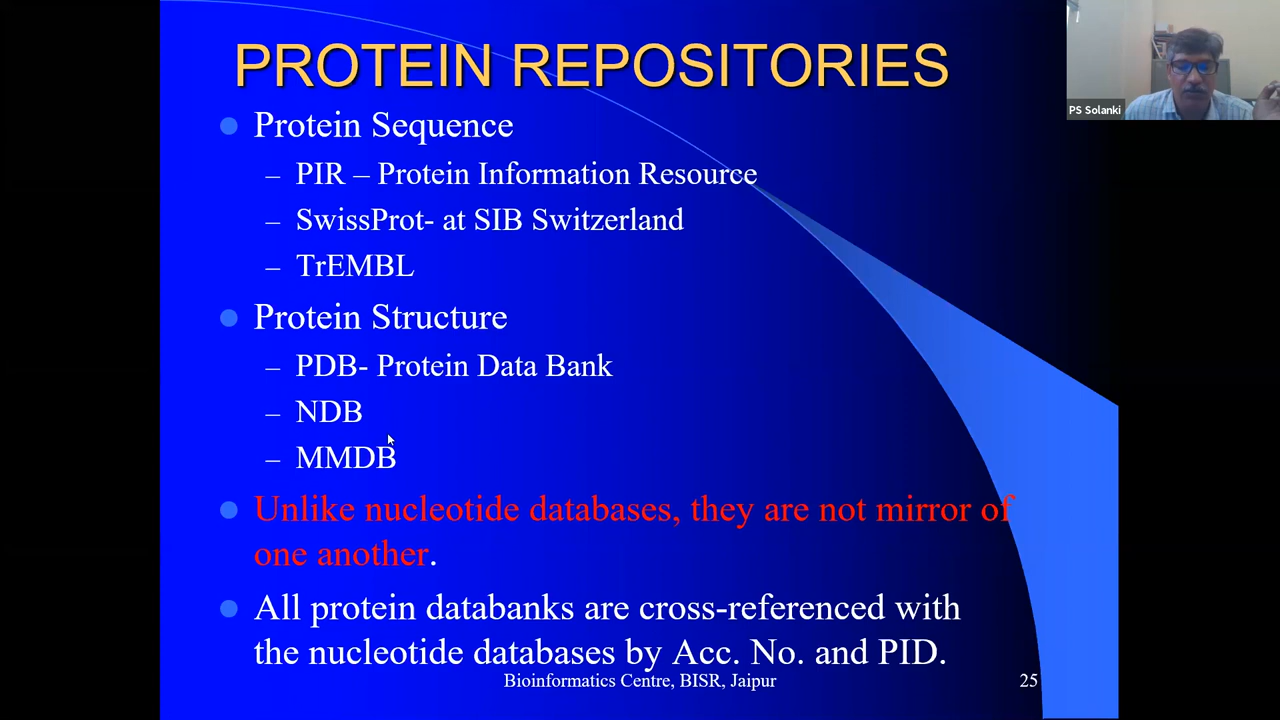 PROTEIN REPOSITORIES
PS Solanki
Protein Sequence
– PIR – Protein Information Resource
– SwissProt- at SIB Switzerland
– TrEMBL
Protein Structure
– PDB- Protein Data Bank
– NDB
– MMDB
Unlike nucleotide databases, they are not mirror of
one another.
All protein databanks are cross-referenced with
the nucleotide databases by Acc. No. and PID.
Bioinformatics Centre, BISR, Jaipur
25